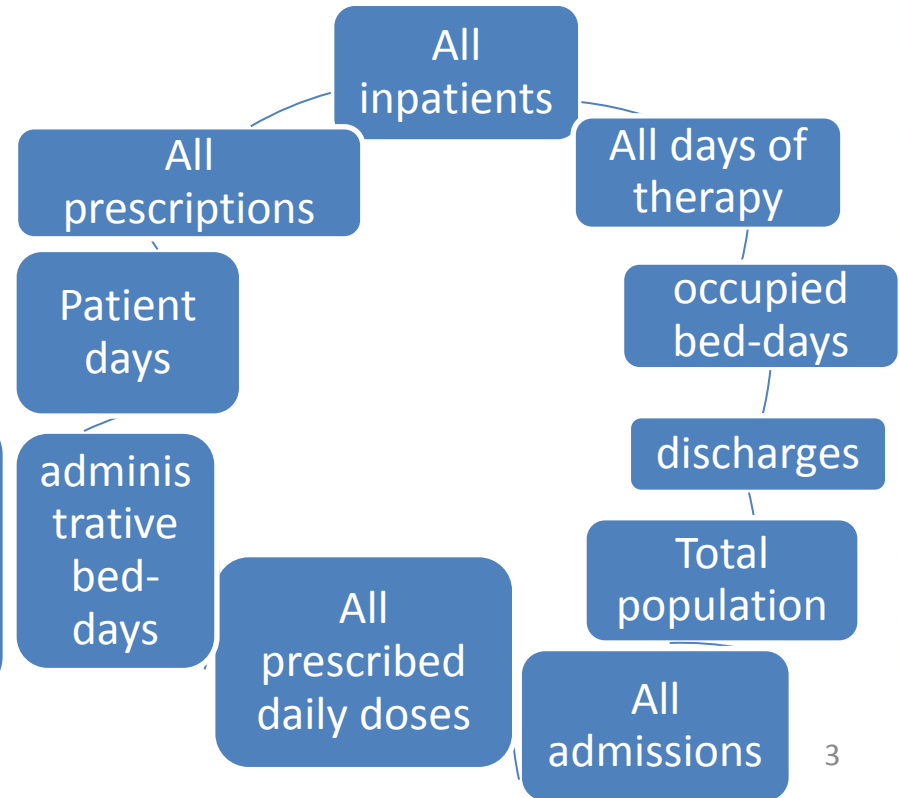 All
inpatients
All days of
therapy
occupied
bed-days
discharges
Total
population
All
admissions
All
prescribed
daily doses
adminis
trative
bed-
days
Patient
days
All
prescriptions
3